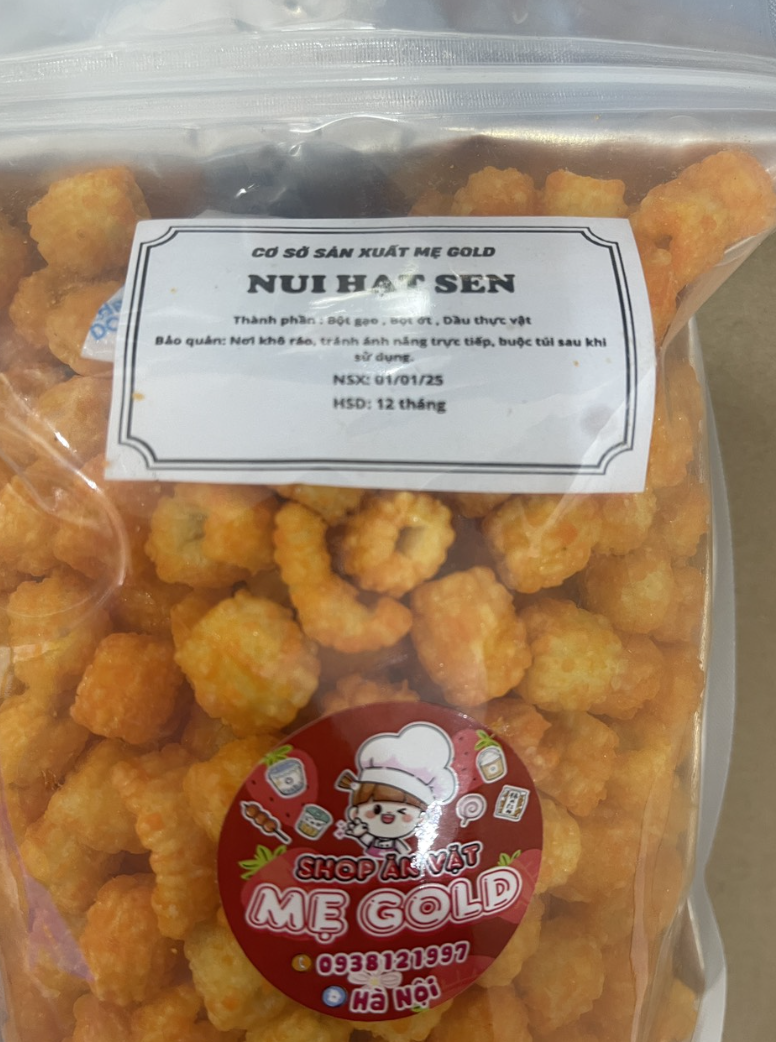 CƠ SỞ SẢN XUẤT MẸ GOLD
NUI HẠT SEN
Thành phần : Bột gạo , Bột ớt , Dầu thực vật
Bảo quản: Nơi khô ráo, tránh ánh nắng trực tiếp, buộc túi sau khi
sử dụng.
NSX: 01/01/25
HSD: 12 tháng
SHOP ĂN VẶT
MẸ GOLD
0938121997
Hà Nội